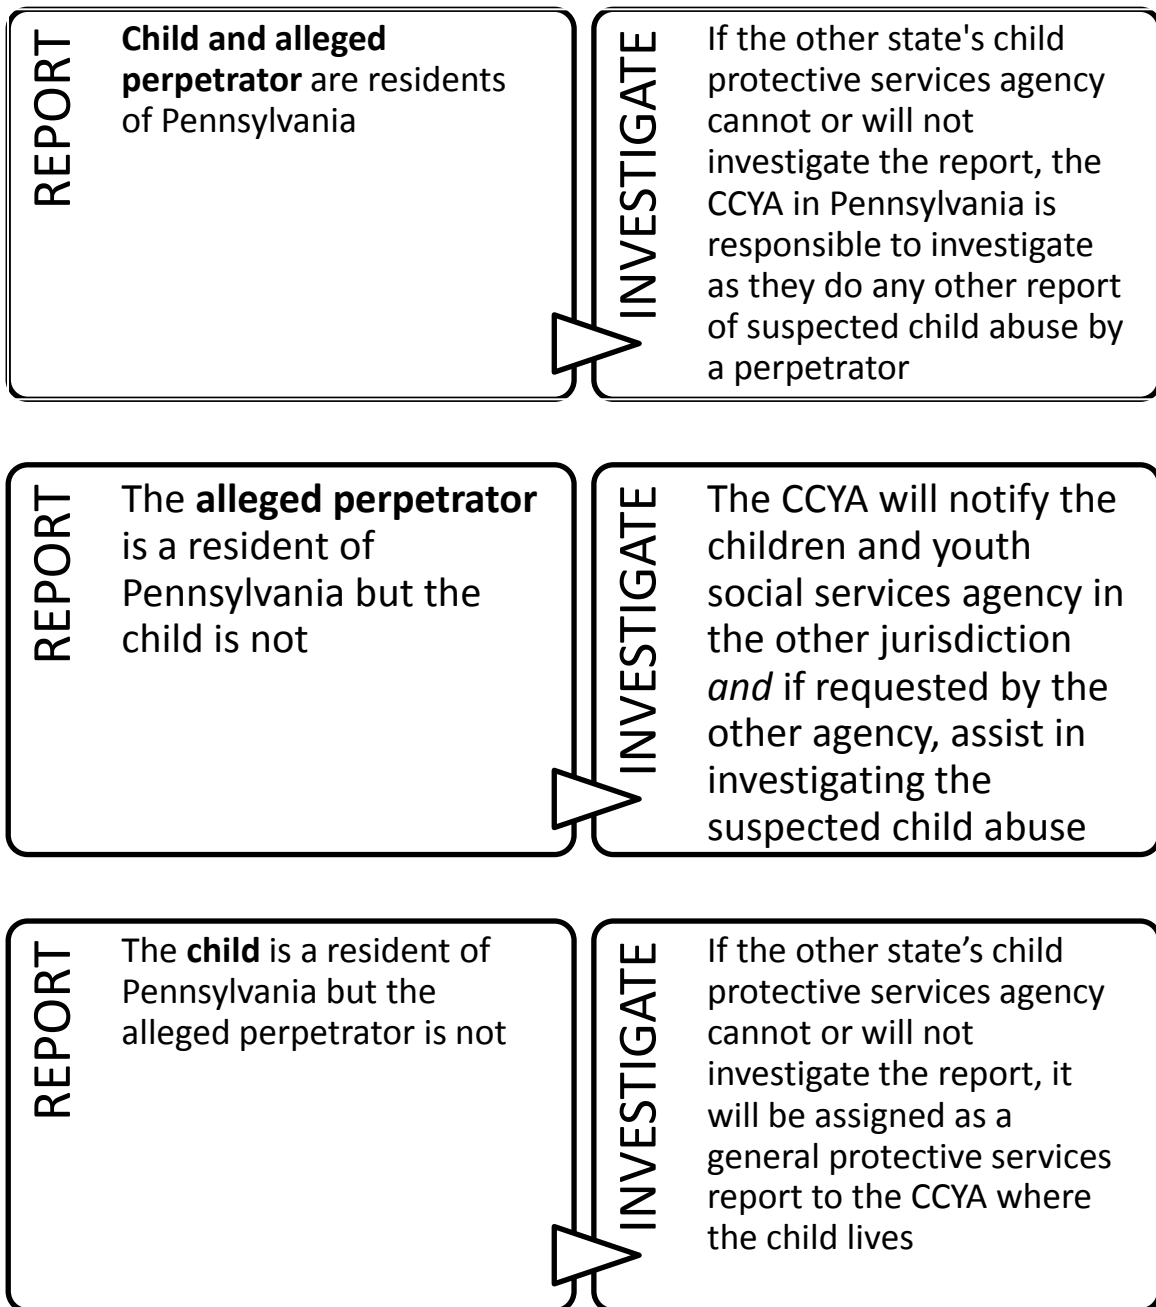 REPORT
Child and alleged
perpetrator are residents
of Pennsylvania
INVESTIGATE
If the other state's child
protective services agency
cannot or will not
investigate the report, the
CCYA in Pennsylvania is
responsible to investigate
as they do any other report
of suspected child abuse by
a perpetrator
REPORT
The alleged perpetrator
is a resident of
Pennsylvania but the
child is not
INVESTIGATE
The CCYA will notify the
children and youth
social services agency in
the other jurisdiction
and if requested by the
other agency, assist in
investigating the
suspected child abuse
REPORT
The child is a resident of
Pennsylvania but the
alleged perpetrator is not
INVESTIGATE
If the other state’s child
protective services agency
cannot or will not
investigate the report, it
will be assigned as a
general protective services
report to the CCYA where
the child lives